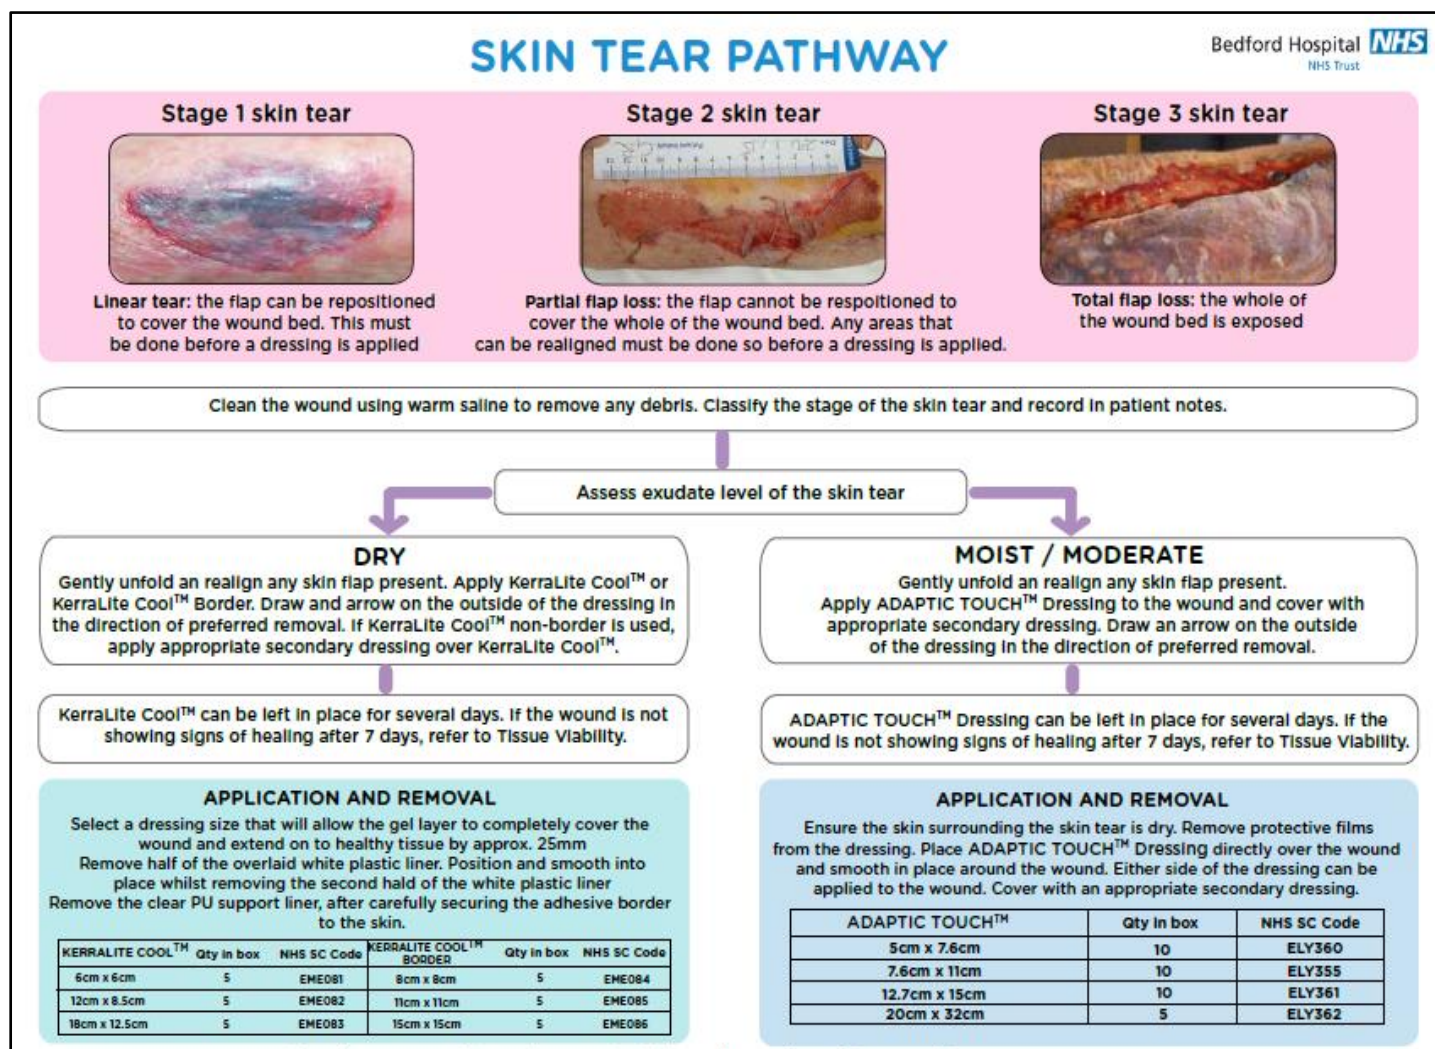 SKIN TEAR PATHWAY
Bedford Hospital NHS
NHS Trust
Stage 1 skin tear
Linear tear: the flap can be repositioned
to cover the wound bed. This must
be done before a dressing is applied
Stage 2 skin tear
Partial flap loss: the flap cannot be respoitioned to
cover the whole of the wound bed. Any areas that
can be realigned must be done so before a dressing is applied.
Stage 3 skin tear
Total flap loss: the whole of
the wound bed is exposed
Clean the wound using warm saline to remove any debris. Classify the stage of the skin tear and record in patient notes.
Assess exudate level of the skin tear
DRY
Gently unfold an realign any skin flap present. Apply KerraLite Cool™ or
KerraLite Cool™ Border. Draw and arrow on the outside of the dressing in
the direction of preferred removal. If KerraLite Cool™ non-border is used,
apply appropriate secondary dressing over KerraLite Cool™.
KerraLite Cool™ can be left in place for several days. If the wound is not
showing signs of healing after 7 days, refer to Tissue Viability.
APPLICATION AND REMOVAL
Select a dressing size that will allow the gel layer to completely cover the
wound and extend on to healthy tissue by approx. 25mm
Remove half of the overlaid white plastic liner. Position and smooth into
place whilst removing the second hald of the white plastic liner
Remove the clear PU support liner, after carefully securing the adhesive border
to the skin.
KERRALITE COOL™ Qty in box NHS SC Code KERRALITE COOL™ BORDER Qty in box NHS SC Code
6cm x 6cm 5 EME081 8cm x 8cm 5 EME084
12cm x 8.5cm 5 EME082 11cm x 11cm 5 EME085
18cm x 12.5cm 5 EME083 15cm x 15cm 5 EME086
MOIST / MODERATE
Gently unfold an realign any skin flap present.
Apply ADAPTIC TOUCH™ Dressing to the wound and cover with
appropriate secondary dressing. Draw an arrow on the outside
of the dressing in the direction of preferred removal.
ADAPTIC TOUCH™ Dressing can be left in place for several days. If the
wound is not showing signs of healing after 7 days, refer to Tissue Viability.
APPLICATION AND REMOVAL
Ensure the skin surrounding the skin tear is dry. Remove protective films
from the dressing. Place ADAPTIC TOUCH™ Dressing directly over the wound
and smooth in place around the wound. Either side of the dressing can be
applied to the wound. Cover with an appropriate secondary dressing.
ADAPTIC TOUCH™ Qty in box NHS SC Code
5cm x 7.6cm 10 ELY360
7.6cm x 11cm 10 ELY355
12.7cm x 15cm 10 ELY361
20cm x 32cm 5 ELY362